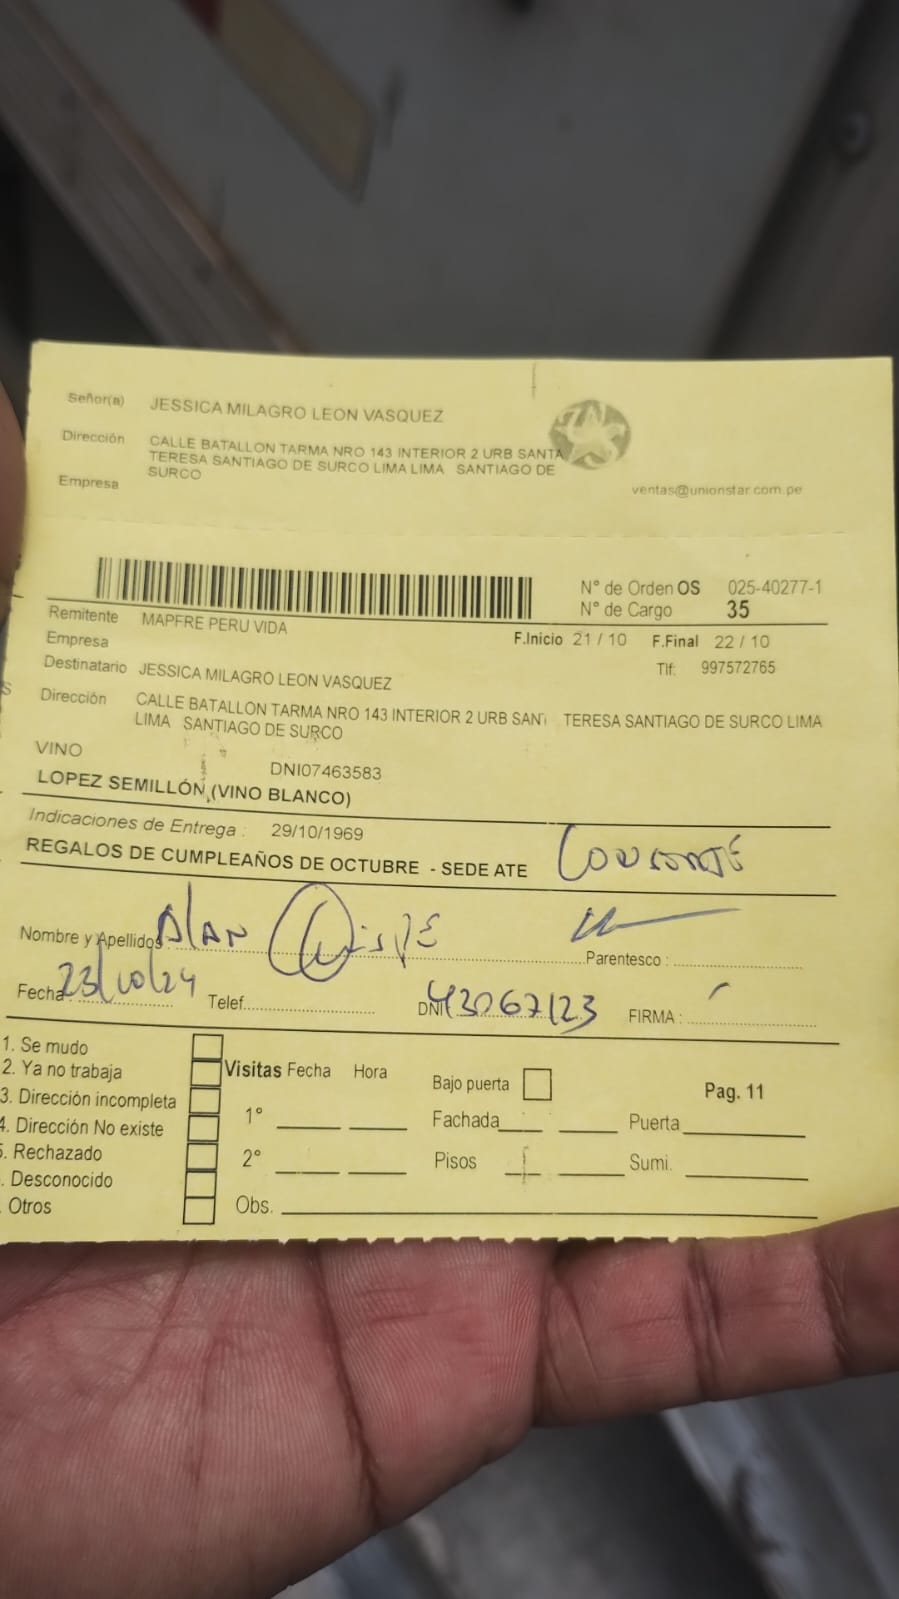 Señor(a) JESSICA MILAGRO LEON VASQUEZ
Dirección CALLE BATALLON TARMA NRO 143 INTERIOR 2 URB SANTA
TERESA SANTIAGO DE SURCO LIMA LIMA SANTIAGO DE
SURCO
Empresa
ventas@unionstar.com.pe
N° de Orden OS 025-40277-1
N° de Cargo 35
Remitente MAPFRE PERU VIDA
F.Inicio 21 / 10 F.Final 22 / 10
Empresa
Tlf: 997572765
Destinatario JESSICA MILAGRO LEON VASQUEZ
Dirección CALLE BATALLON TARMA NRO 143 INTERIOR 2 URB SAN TERESA SANTIAGO DE SURCO LIMA
LIMA SANTIAGO DE SURCO
VINO DNI07463583
LOPEZ SEMILLÓN (VINO BLANCO)
Indicaciones de Entrega : 29/10/1969
REGALOS DE CUMPLEAÑOS DE OCTUBRE - SEDE ATE
Nombre y Apellidos ALAN QUISPE Parentesco :
Fecha 23/10/24 Telef. DNI 43067123 FIRMA :
1. Se mudo
2. Ya no trabaja
3. Dirección incompleta
4. Dirección No existe
5. Rechazado
. Desconocido
Otros
Visitas Fecha Hora
1°
2°
Obs.
Bajo puerta
Fachada
Pisos
Pag. 11
Puerta
Sumi.